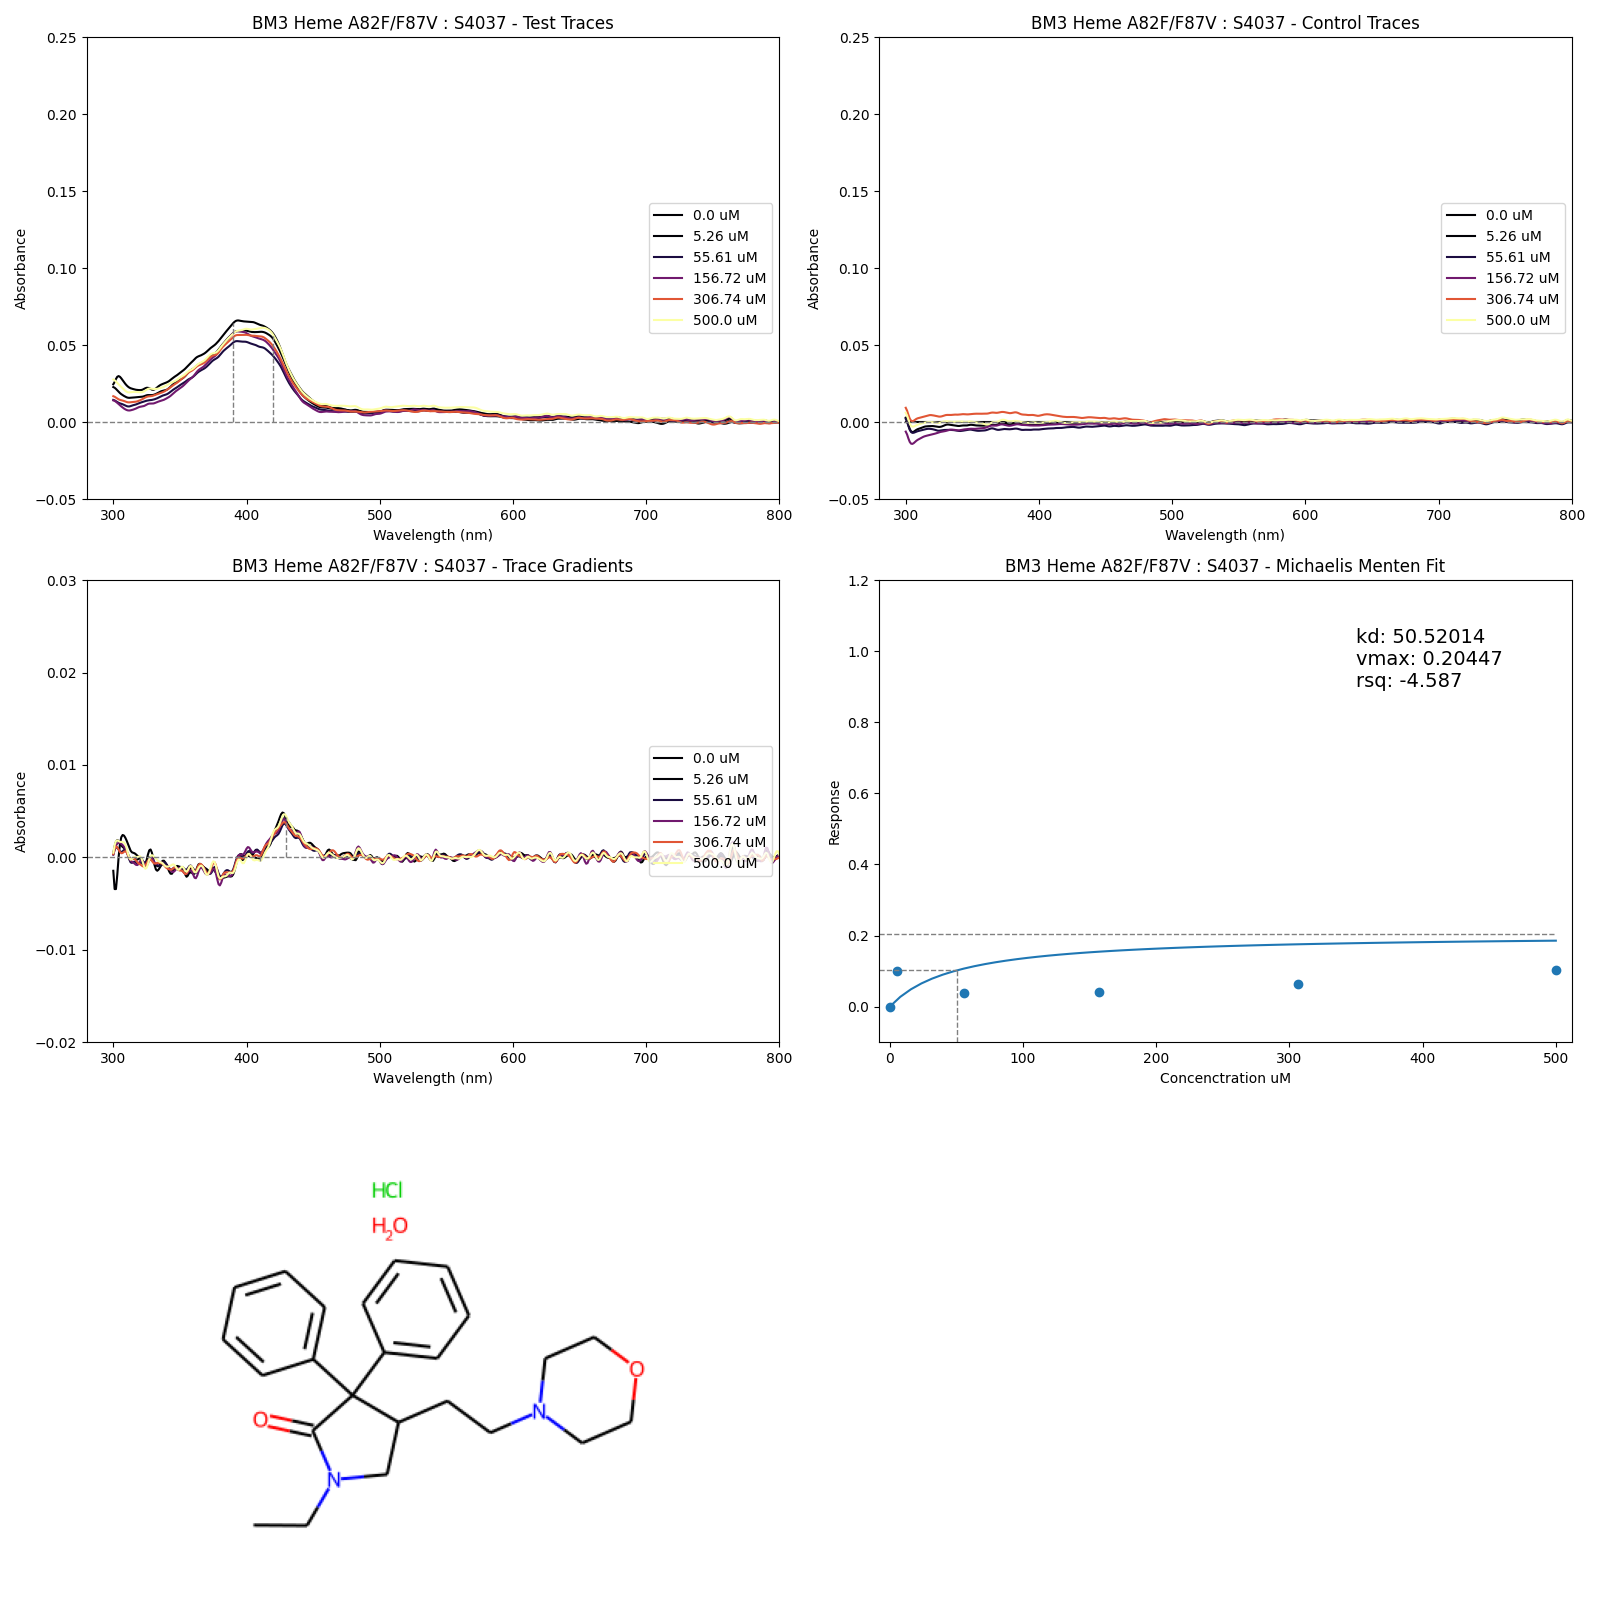 BM3 Heme A82F/F87V : S4037 - Test Traces
0.25
0.20
0.15
0.10
0.05
0.00
−0.05
Absorbance
300 400 500 600 700 800
Wavelength (nm)
0.0 uM
5.26 uM
55.61 uM
156.72 uM
306.74 uM
500.0 uM
BM3 Heme A82F/F87V : S4037 - Control Traces
0.25
0.20
0.15
0.10
0.05
0.00
−0.05
Absorbance
300 400 500 600 700 800
Wavelength (nm)
0.0 uM
5.26 uM
55.61 uM
156.72 uM
306.74 uM
500.0 uM
BM3 Heme A82F/F87V : S4037 - Trace Gradients
0.03
0.02
0.01
0.00
−0.01
−0.02
Absorbance
300 400 500 600 700 800
Wavelength (nm)
0.0 uM
5.26 uM
55.61 uM
156.72 uM
306.74 uM
500.0 uM
BM3 Heme A82F/F87V : S4037 - Michaelis Menten Fit
1.2
1.0
0.8
0.6
0.4
0.2
0.0
Response
0 100 200 300 400 500
Concenctration uM
kd: 50.52014
vmax: 0.20447
rsq: -4.587
HCl
H2O
O
N
O
N